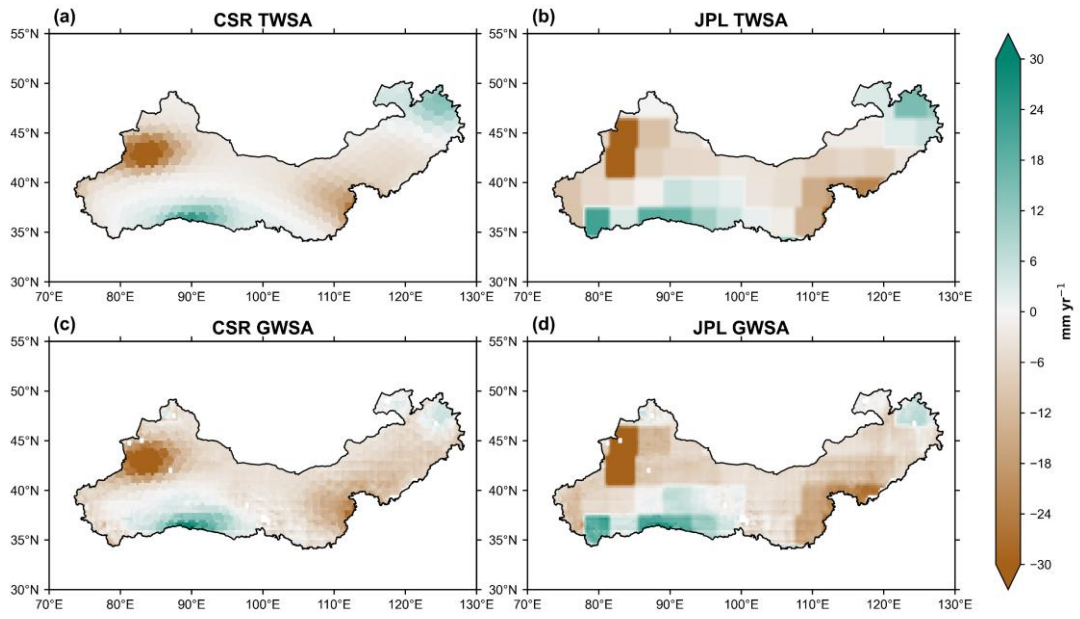 (a) CSR TWSA
(b) JPL TWSA
55°N
50°N
45°N
40°N
35°N
30°N
70°E 80°E 90°E 100°E 110°E 120°E 130°E
55°N
50°N
45°N
40°N
35°N
30°N
70°E 80°E 90°E 100°E 110°E 120°E 130°E
(c) CSR GWSA
(d) JPL GWSA
55°N
50°N
45°N
40°N
35°N
30°N
70°E 80°E 90°E 100°E 110°E 120°E 130°E
55°N
50°N
45°N
40°N
35°N
30°N
70°E 80°E 90°E 100°E 110°E 120°E 130°E
30
24
18
12
6
0
−6
−12
−18
−24
−30
mm yr⁻¹